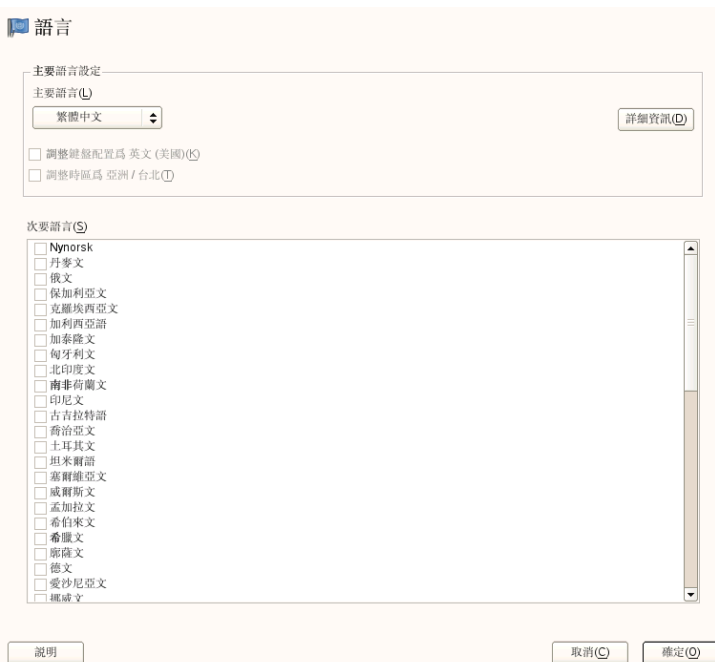 語言
主要語言設定
主要語言(L)
繁體中文
詳細資訊(D)
調整鍵盤配置爲 英文 (美國)(K)
調整時區爲 亞洲 / 台北(T)
次要語言(S)
Nynorsk
丹麥文
俄文
保加利亞文
克羅埃西亞文
加利西亞語
加泰隆文
匈牙利文
北印度文
南非荷蘭文
印尼文
古吉拉特語
喬治亞文
土耳其文
坦米爾語
塞爾維亞文
威爾斯文
孟加拉文
希伯來文
希臘文
旁薩文
德文
愛沙尼亞文
挪威文
說明
取消(C)
確定(O)